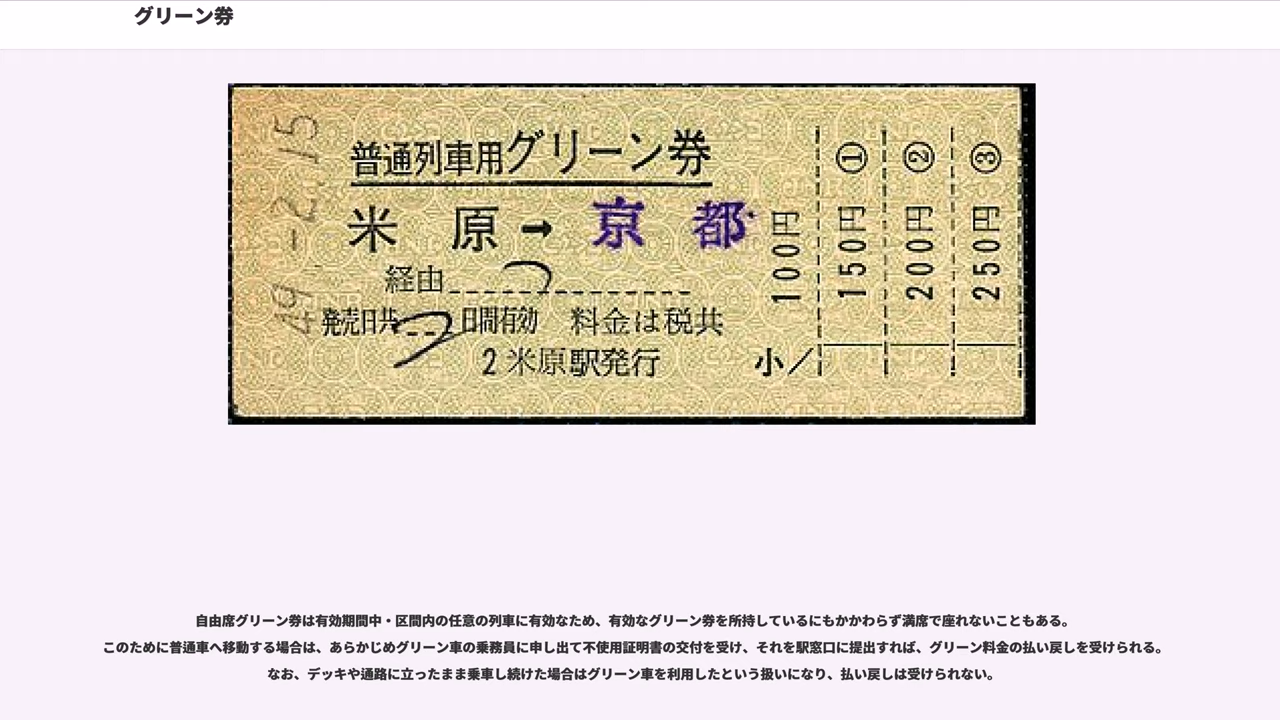 グリーン券
49.-2.15
普通列車用グリーン券
米原→京都
経由
発売日共 2 日間有効 料金は税共
2 米原駅発行
小
100円
150円 ①
200円 ②
250円 ③
自由席グリーン券は有効期間中・区間内の任意の列車に有効なため、有効なグリーン券を所持しているにもかかわらず満席で座れないこともある。
このために普通車へ移動する場合は、あらかじめグリーン車の乗務員に申し出て不使用証明書の交付を受け、それを駅窓口に提出すれば、グリーン料金の払い戻しを受けられる。
なお、デッキや通路に立ったまま乗車し続けた場合はグリーン車を利用したという扱いになり、払い戻しは受けられない。